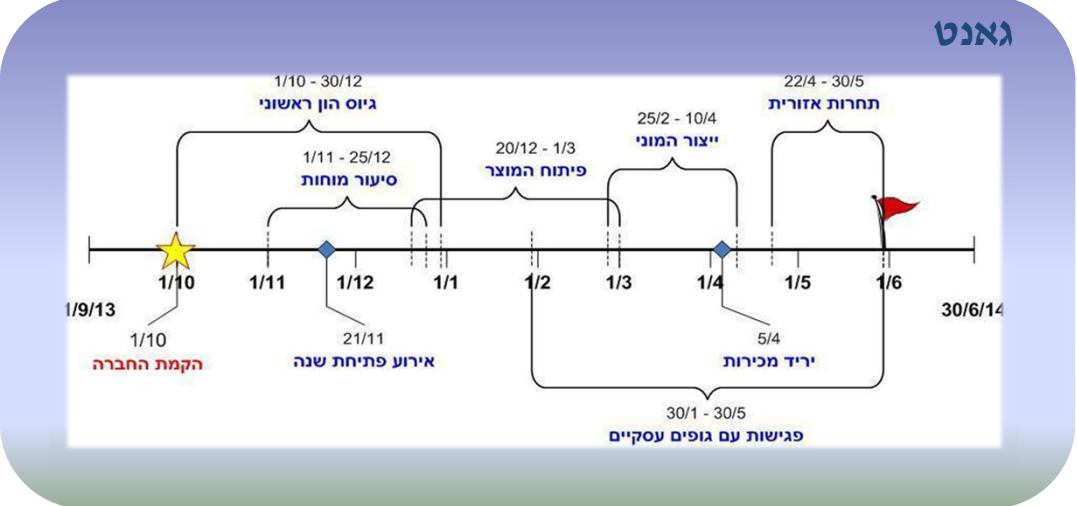 גאנט
1/10 - 30/12
גיוס הון ראשוני
22/4 - 30/5
תחרות אזורית
25/2 - 10/4
ייצור המוני
20/12 - 1/3
פיתוח המוצר
1/11 - 25/12
סיעור מוחות
1/10
1/11
1/12
1/1
1/2
1/3
1/4
1/5
1/6
1/9/13
30/6/14
1/10
הקמת החברה
21/11
אירוע פתיחת שנה
5/4
יריד מכירות
30/1 - 30/5
פגישות עם גופים עסקיים